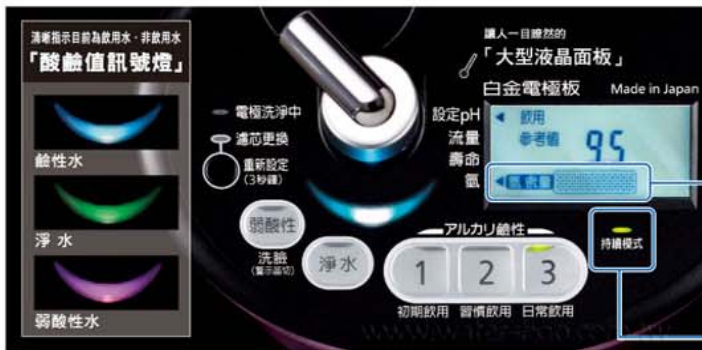 清晰指示目前為飲用水・非飲用水
「酸鹼值訊號燈」
鹼性水
淨水
弱酸性水
電極洗淨中
濾芯更換
重新設定
(3秒鐘)
弱酸性
洗臉
淨水
アルカリ鹼性
1 2 3
初期飲用 習慣飲用 日常飲用
讓人一目瞭然的
「大型液晶面板」
白金電極板 Made in Japan
設定pH
流量
壽命
氫
飲用
參考值
9.5
持續模式